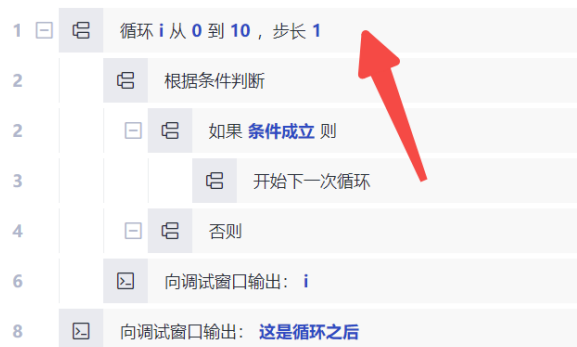 1 循环 i 从 0 到 10 ，步长 1
2 根据条件判断
2 如果 条件成立 则
3 开始下一次循环
4 否则
6 向调试窗口输出： i
8 向调试窗口输出： 这是循环之后